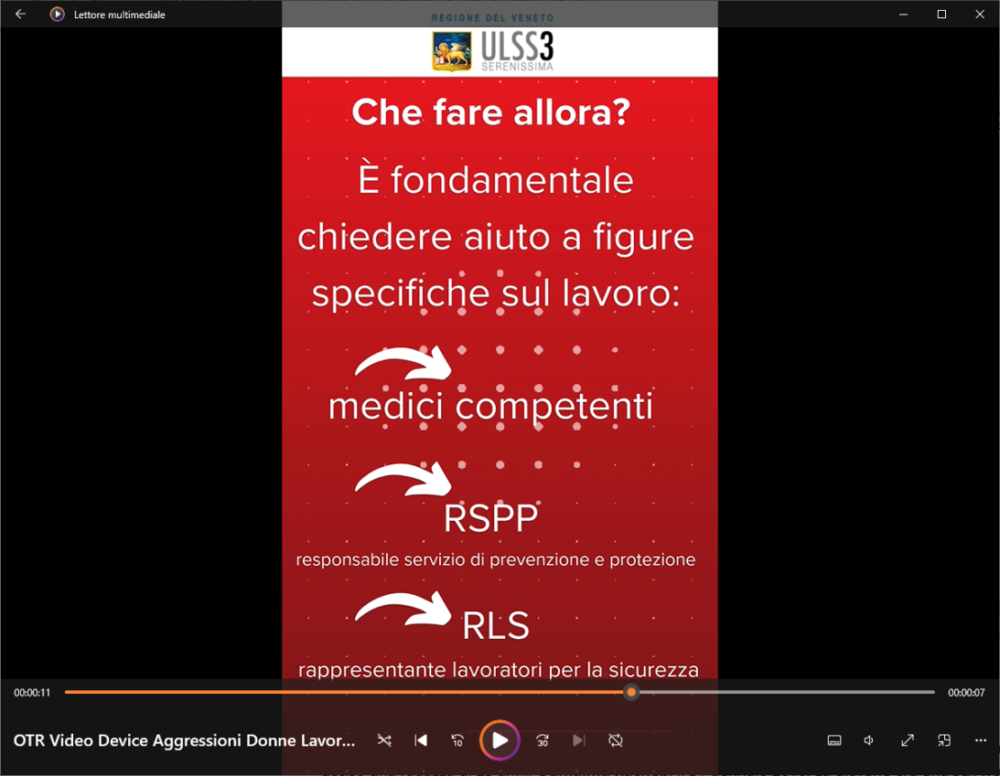 Lettore multimediale
REGIONE DEL VENETO
ULSS3
SERENISSIMA
Che fare allora?
È fondamentale
chiedere aiuto a figure
specifiche sul lavoro:
medici competenti
RSPP
responsabile servizio di prevenzione e protezione
RLS
rappresentante lavoratori per la sicurezza
00:00:11
00:00:07
OTR Video Device Aggressioni Donne Lavor...
10
30